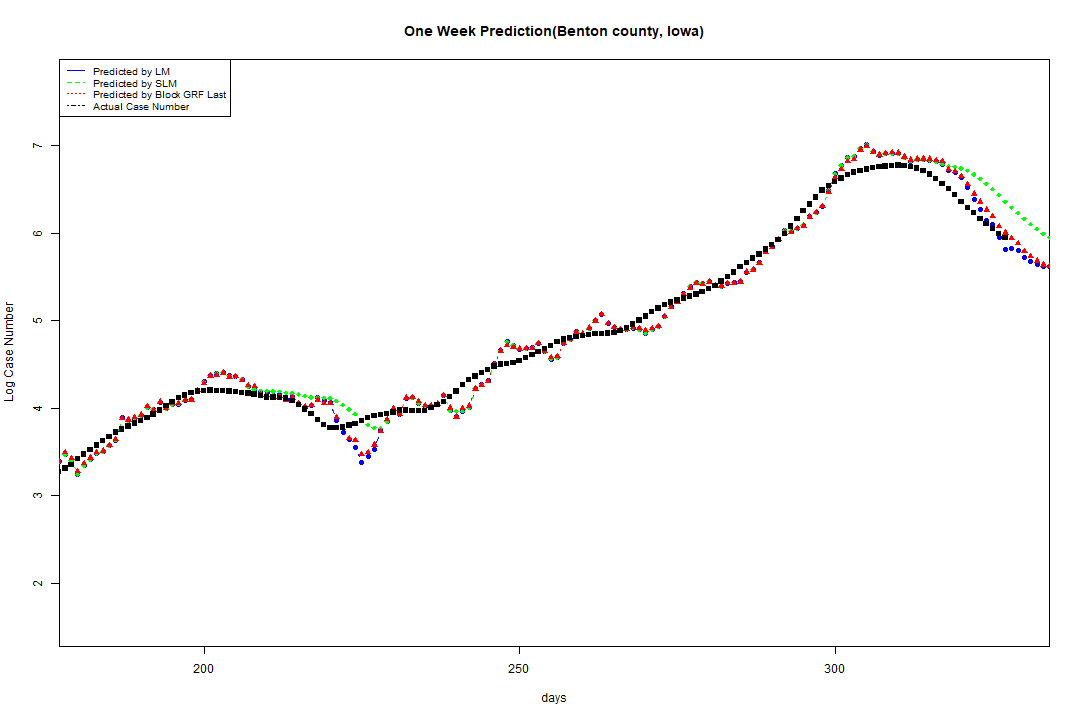 One Week Prediction(Benton county, Iowa)
Predicted by LM
Predicted by SLM
Predicted by Block GRF Last
Actual Case Number
7
6
5
4
3
2
Log Case Number
200 250 300
days